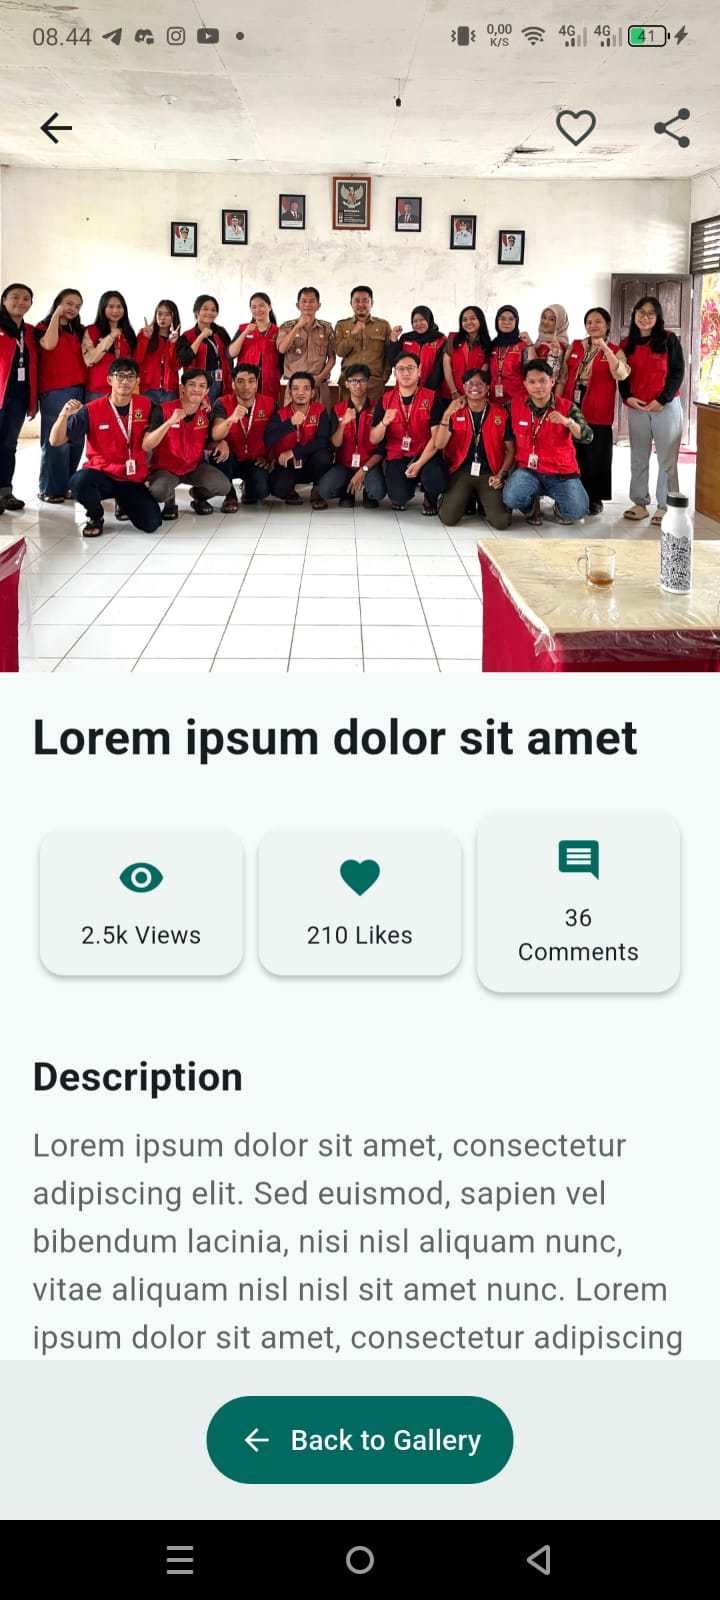 08.44
0,00
K/S
4G
4G
41
Lorem ipsum dolor sit amet
2.5k Views
210 Likes
36
Comments
Description
Lorem ipsum dolor sit amet, consectetur
adipiscing elit. Sed euismod, sapien vel
bibendum lacinia, nisi nisl aliquam nunc,
vitae aliquam nisl nisl sit amet nunc. Lorem
ipsum dolor sit amet, consectetur adipiscing
Back to Gallery